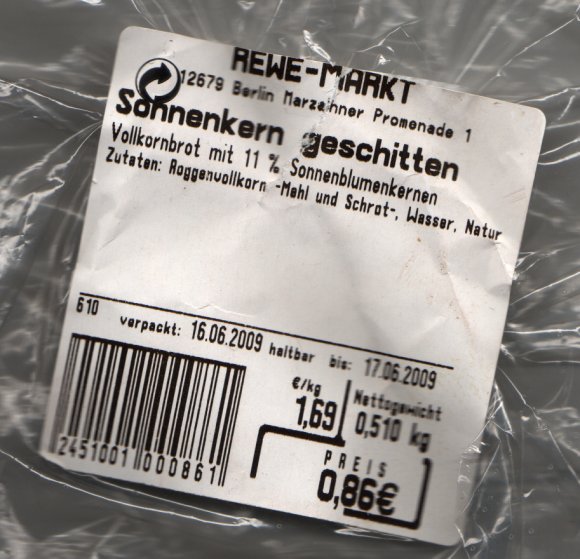 REWE-MARKT
12679 Berlin Marzahner Promenade 1
Sonnenkern geschitten
Vollkornbrot mit 11 % Sonnenblumenkernen
Zutaten: Roggenvollkorn -Mehl und Schrot-, Wasser, Natur
610 verpackt: 16.06.2009 haltbar bis: 17.06.2009
€/kg Nettogewicht
1,69 0,510 kg
PREIS
0,86€
2451001 000861